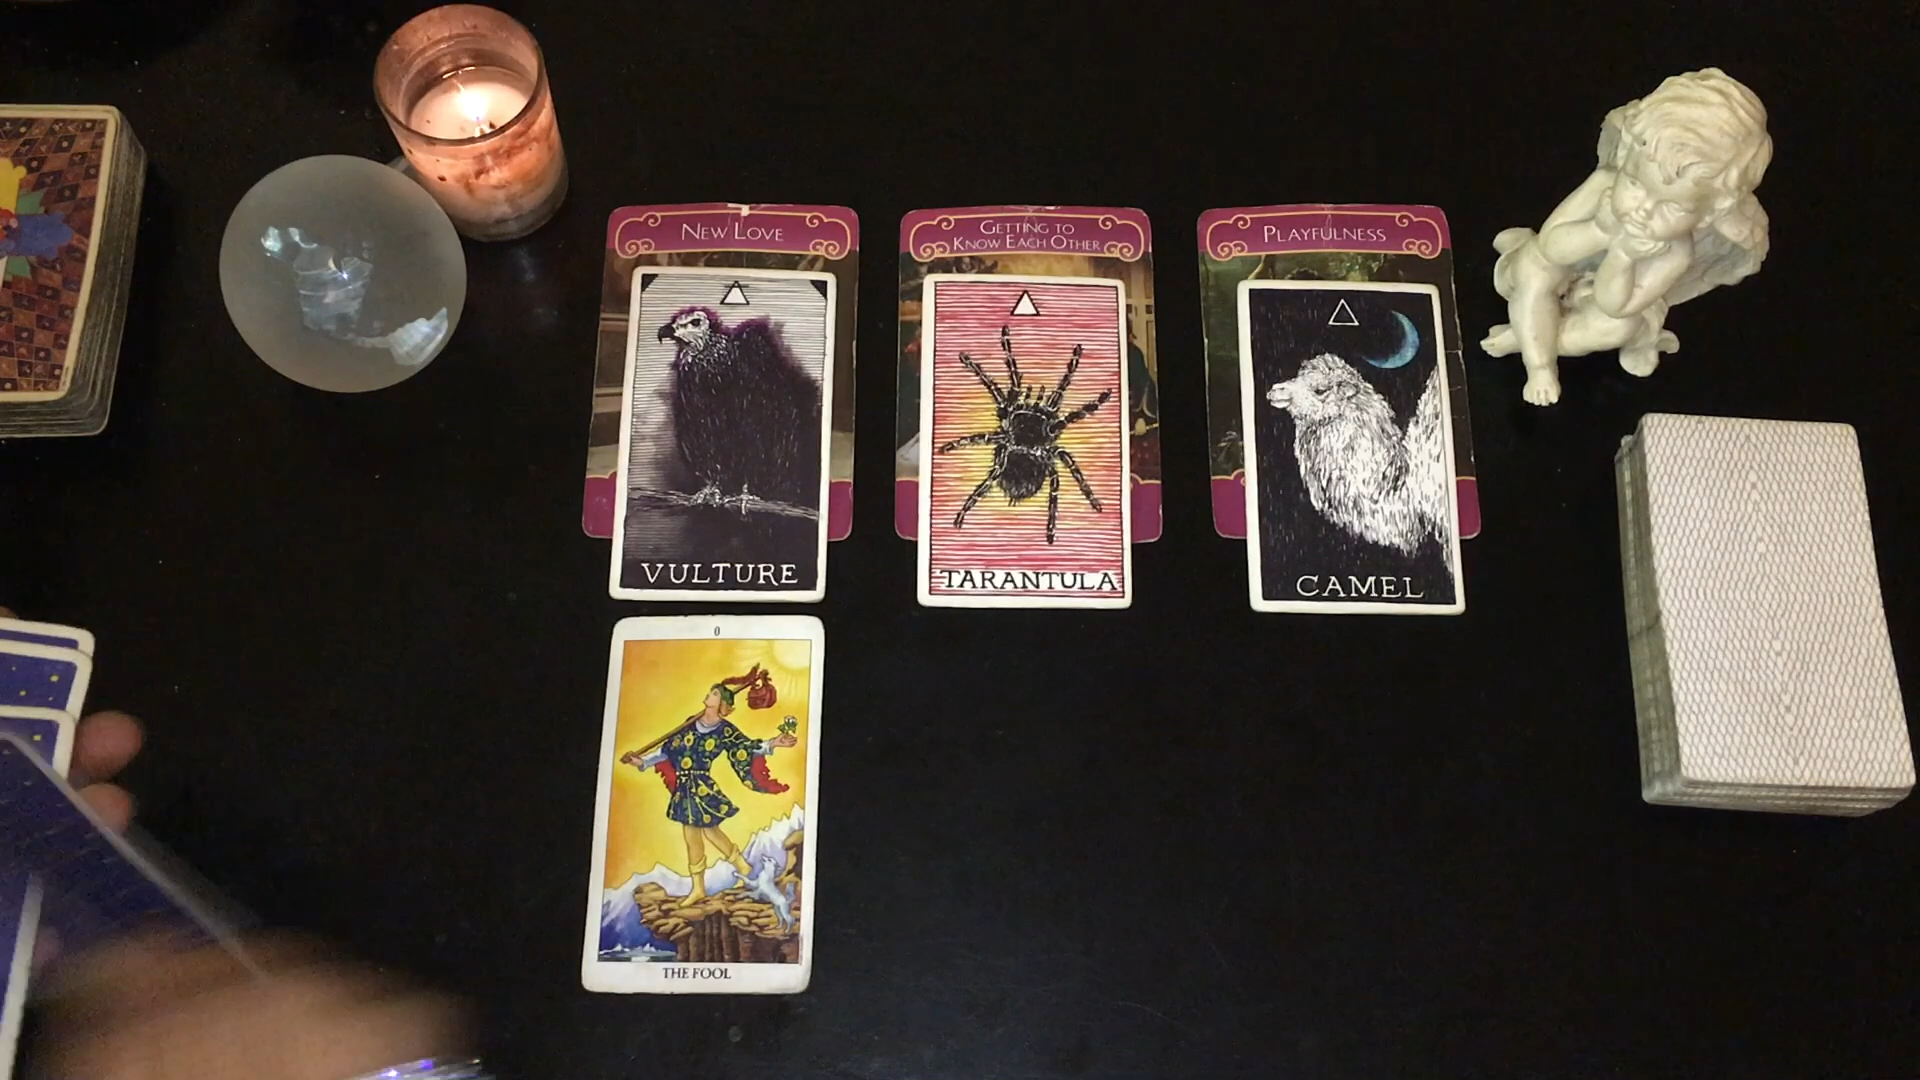 NEW LOVE
GETTING TO
KNOW EACH OTHER
PLAYFULNESS
VULTURE
TARANTULA
CAMEL
0
THE FOOL